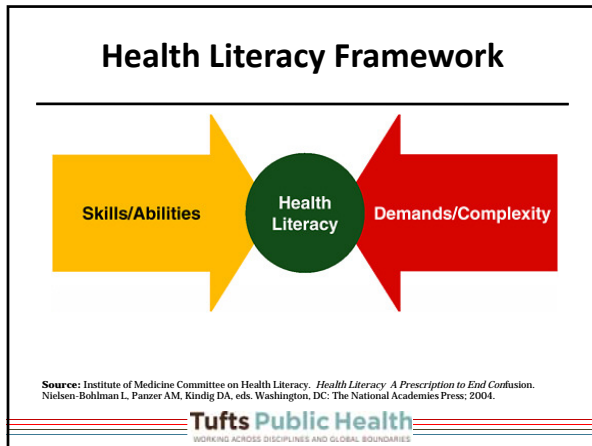 Health Literacy Framework
Skills/Abilities
Health
Literacy
Demands/Complexity
Source: Institute of Medicine Committee on Health Literacy. Health Literacy A Prescription to End Confusion.
Nielsen-Bohlman L, Panzer AM, Kindig DA, eds. Washington, DC: The National Academies Press; 2004.
Tufts Public Health
WORKING ACROSS DISCIPLINES AND GLOBAL BOUNDARIES